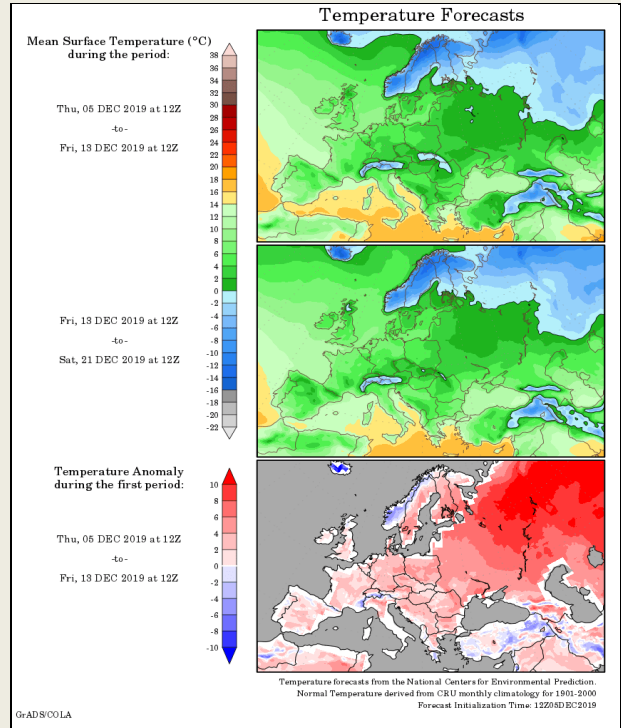 Temperature Forecasts
Mean Surface Temperature (°C)
during the period:
Thu, 05 DEC 2019 at 12Z
-to-
Fri, 13 DEC 2019 at 12Z
38
36
34
32
30
28
26
24
22
20
18
16
14
12
10
8
6
4
2
0
-2
-4
-6
-8
-10
-12
-14
-16
-18
-20
-22
Fri, 13 DEC 2019 at 12Z
-to-
Sat, 21 DEC 2019 at 12Z
Temperature Anomaly
during the first period:
Thu, 05 DEC 2019 at 12Z
-to-
Fri, 13 DEC 2019 at 12Z
10
8
6
4
2
0
-2
-4
-6
-8
-10
Temperature forecasts from the National Centers for Environmental Prediction.
Normal Temperature derived from CRU monthly climatology for 1901-2000
Forecast Initialization Time: 12Z05DEC2019
GrADS/COLA